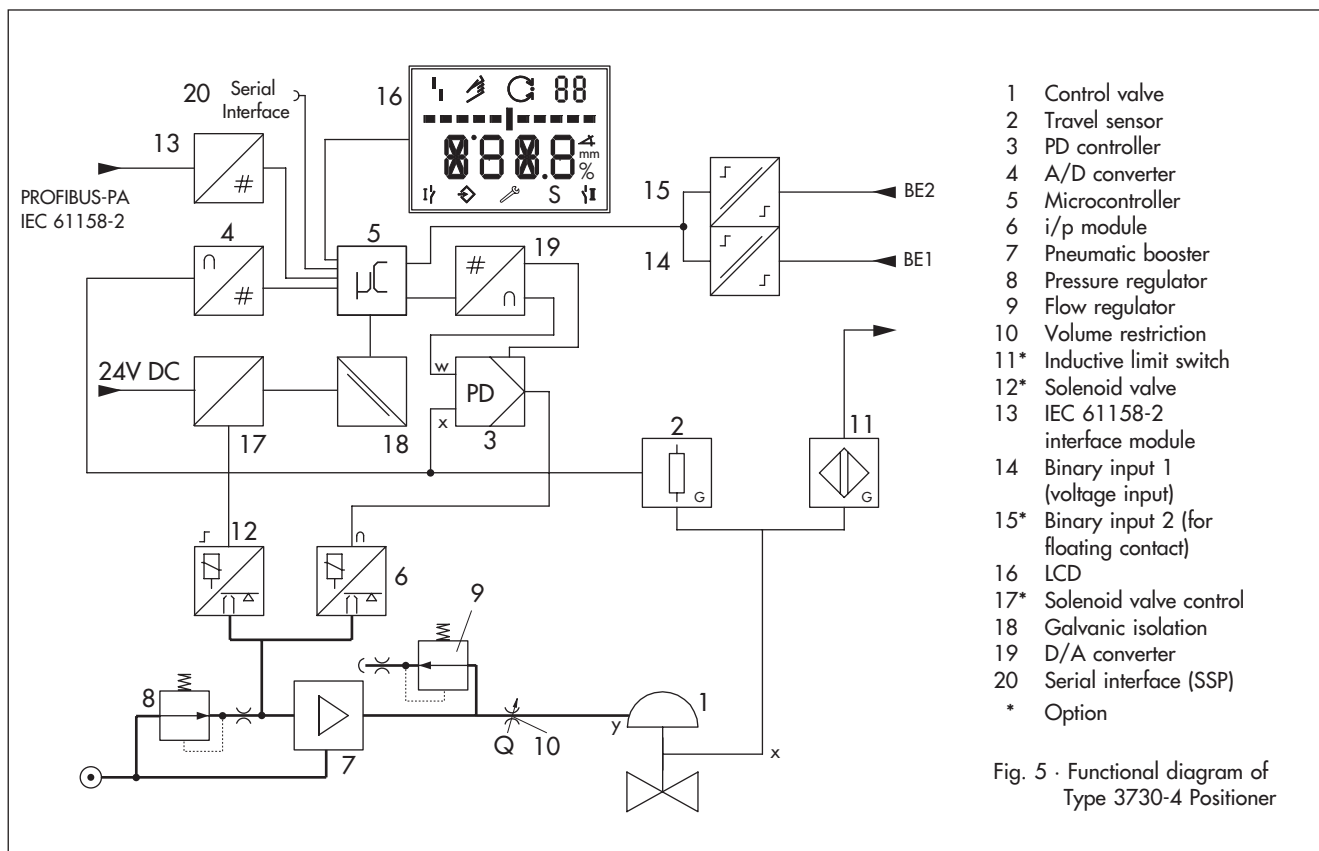 20 Serial
Interface
16
88
8.8 8.8
mm
%
S
13
#
PROFIBUS-PA
IEC 61158-2
4
#
5
µC
19
#
15
BE2
14
BE1
24V DC
17
18
w
PD
x
3
2
G
11
G
12
6
9
8
7
Q
10
y
1
x
1 Control valve
2 Travel sensor
3 PD controller
4 A/D converter
5 Microcontroller
6 i/p module
7 Pneumatic booster
8 Pressure regulator
9 Flow regulator
10 Volume restriction
11* Inductive limit switch
12* Solenoid valve
13 IEC 61158-2
interface module
14 Binary input 1
(voltage input)
15* Binary input 2 (for
floating contact)
16 LCD
17* Solenoid valve control
18 Galvanic isolation
19 D/A converter
20 Serial interface (SSP)
* Option
Fig. 5 · Functional diagram of
Type 3730-4 Positioner